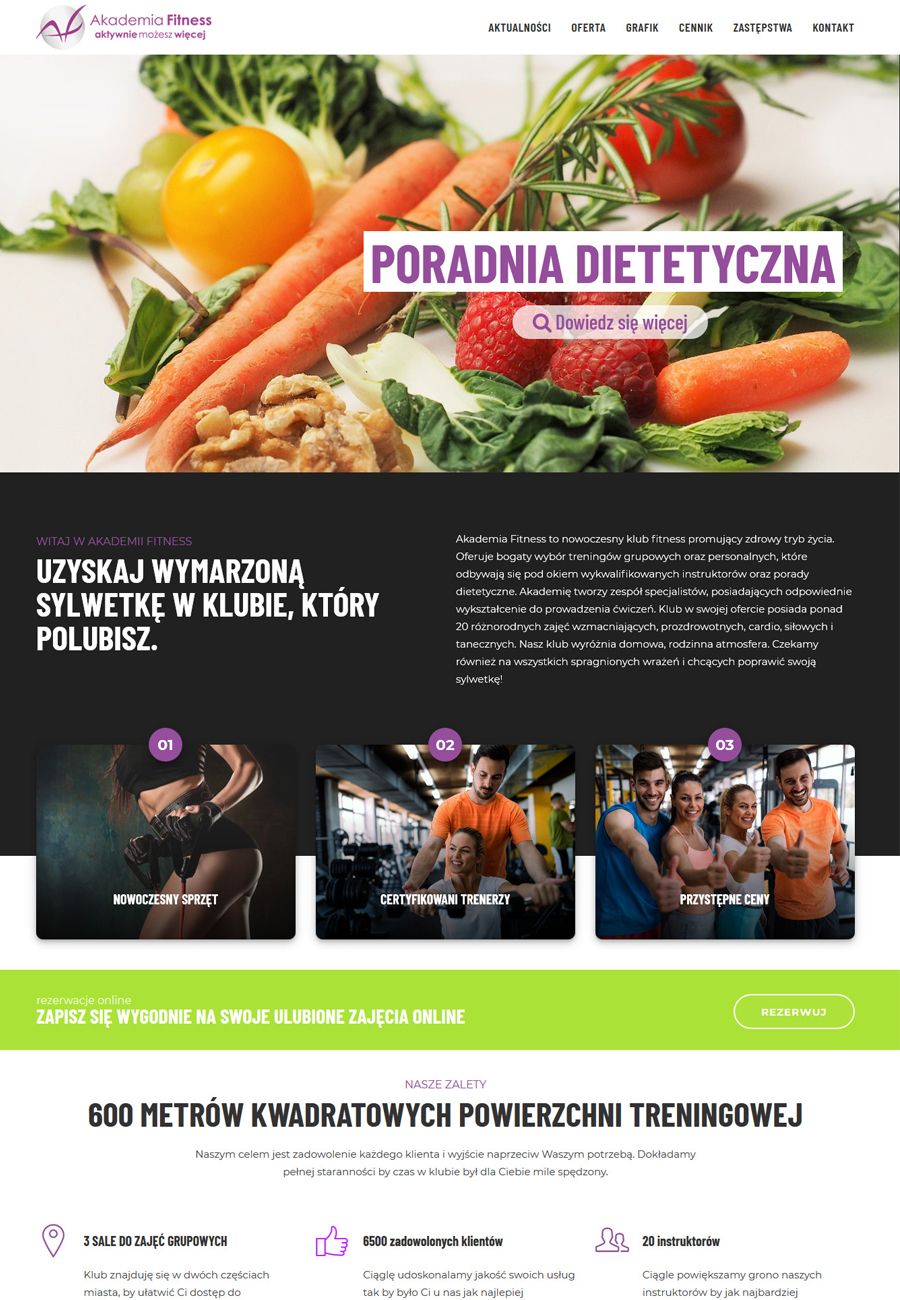 Akademia Fitness
aktywnie możesz więcej
AKTUALNOŚCI OFERTA GRAFIK CENNIK ZASTĘPSTWA KONTAKT
PORADNIA DIETETYCZNA
Dowiedz się więcej
WITAJ W AKADEMII FITNESS
UZYSKAJ WYMARZONĄ
SYLWETKĘ W KLUBIE, KTÓRY
POLUBISZ.
Akademia Fitness to nowoczesny klub fitness promujący zdrowy tryb życia.
Oferuje bogaty wybór treningów grupowych oraz personalnych, które
odbywają się pod okiem wykwalifikowanych instruktorów oraz porady
dietetyczne. Akademię tworzy zespół specjalistów, posiadających odpowiednie
wykształcenie do prowadzenia ćwiczeń. Klub w swojej ofercie posiada ponad
20 różnorodnych zajęć wzmacniających, prozdrowotnych, cardio, siłowych i
tanecznych. Nasz klub wyróżnia domowa, rodzinna atmosfera. Czekamy
również na wszystkich spragnionych wrażeń i chcących poprawić swoją
sylwetkę!
01
NOWOCZESNY SPRZĘT
02
CERTYFIKOWANI TRENERZY
03
PRZYSTĘPNE CENY
rezerwacje online
ZAPISZ SIĘ WYGODNIE NA SWOJE ULUBIONE ZAJĘCIA ONLINE
REZERWUJ
NASZE ZALETY
600 METRÓW KWADRATOWYCH POWIERZCHNI TRENINGOWEJ
Naszym celem jest zadowolenie każdego klienta i wyjście naprzeciw Waszym potrzebą. Dokładamy
pełnej staranności by czas w klubie był dla Ciebie mile spędzony.
3 SALE DO ZAJĘĆ GRUPOWYCH
Klub znajduję się w dwóch częściach
miasta, by ułatwić Ci dostęp do
6500 zadowolonych klientów
Ciąglę udoskonalamy jakość swoich usług
tak by było Ci u nas jak najlepiej
20 instruktorów
Ciągle powiększamy grono naszych
instruktorów by jak najbardziej